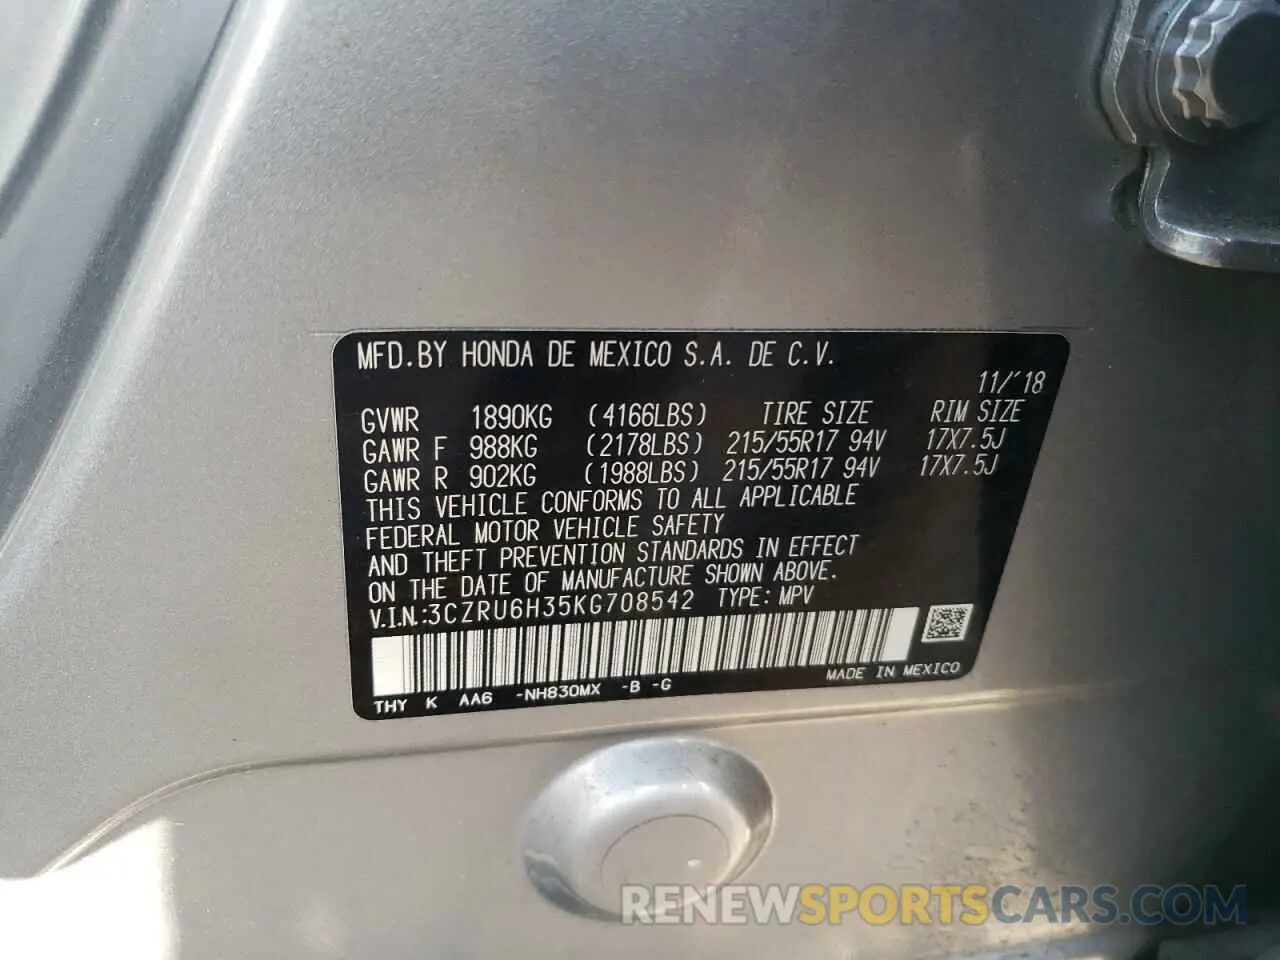 MFD.BY HONDA DE MEXICO S.A. DE C.V.
11/'18
GVWR 1890KG (4166LBS) TIRE SIZE RIM SIZE
GAWR F 988KG (2178LBS) 215/55R17 94V 17X7.5J
GAWR R 902KG (1988LBS) 215/55R17 94V 17X7.5J
THIS VEHICLE CONFORMS TO ALL APPLICABLE
FEDERAL MOTOR VEHICLE SAFETY
AND THEFT PREVENTION STANDARDS IN EFFECT
ON THE DATE OF MANUFACTURE SHOWN ABOVE.
V.I.N.:3CZRU6H35KG708542 TYPE: MPV
MADE IN MEXICO
THY K AA6 -NH830MX -B -G
RENEWSPORTSCARS.COM